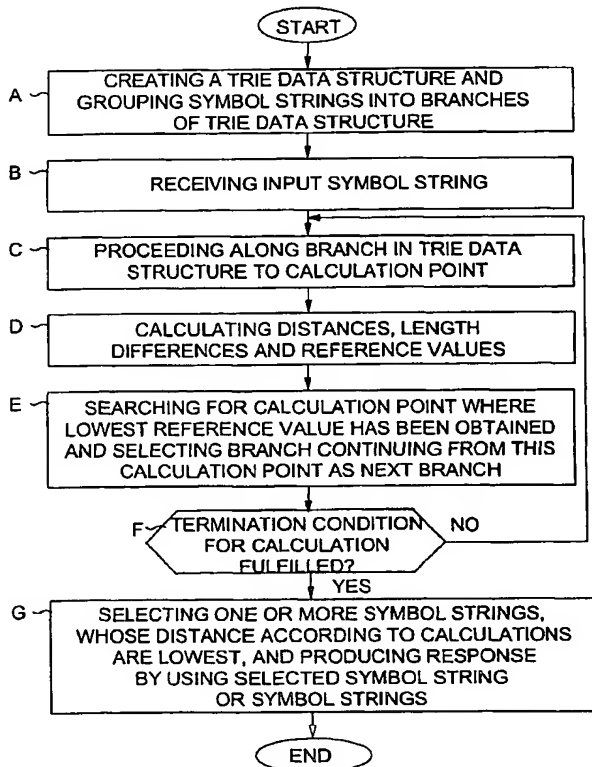 START
A
CREATING A TRIE DATA STRUCTURE AND
GROUPING SYMBOL STRINGS INTO BRANCHES
OF TRIE DATA STRUCTURE
B
RECEIVING INPUT SYMBOL STRING
C
PROCEEDING ALONG BRANCH IN TRIE DATA
STRUCTURE TO CALCULATION POINT
D
CALCULATING DISTANCES, LENGTH
DIFFERENCES AND REFERENCE VALUES
E
SEARCHING FOR CALCULATION POINT WHERE
LOWEST REFERENCE VALUE HAS BEEN OBTAINED
AND SELECTING BRANCH CONTINUING FROM THIS
CALCULATION POINT AS NEXT BRANCH
F
TERMINATION CONDITION
FOR CALCULATION
FULFILLED?
NO
YES
G
SELECTING ONE OR MORE SYMBOL STRINGS,
WHOSE DISTANCE ACCORDING TO CALCULATIONS
ARE LOWEST, AND PRODUCING RESPONSE
BY USING SELECTED SYMBOL STRING
OR SYMBOL STRINGS
END